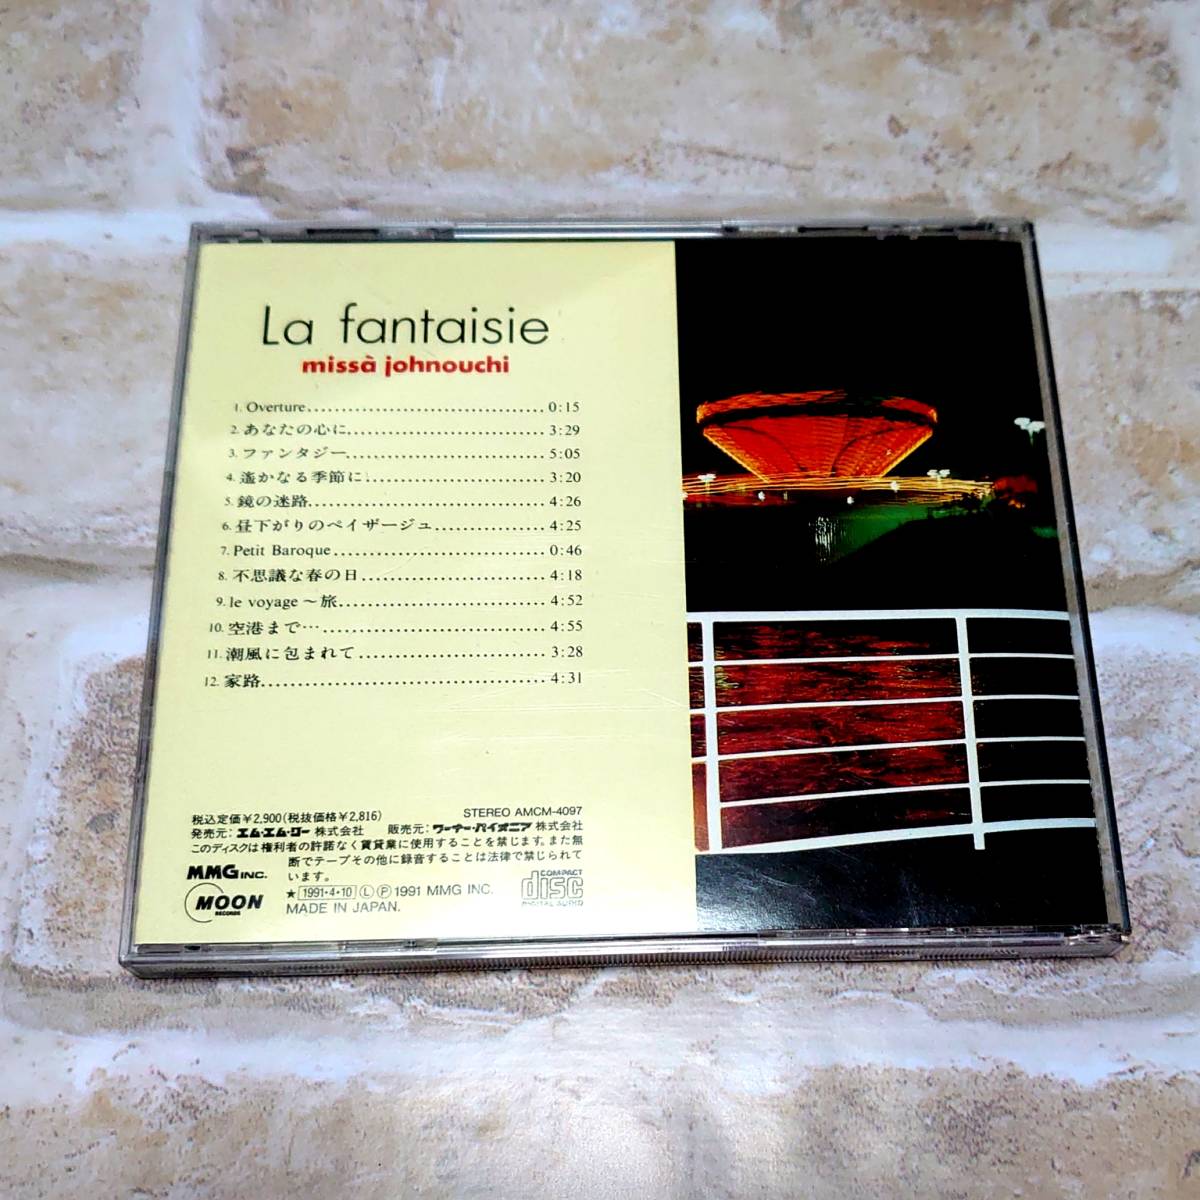 La fantaisie
missà johnouchi
1. Overture 0:15
2. あなたの心に 3:29
3. ファンタジー 5:05
4. 遙かなる季節に 3:20
5. 鏡の迷路 4:26
6. 昼下がりのペイザージュ 4:25
7. Petit Baroque 0:46
8. 不思議な春の日 4:18
9. le voyage〜旅 4:52
10. 空港まで… 4:55
11. 潮風に包まれて 3:28
12. 家路 4:31
税込定価¥2,900(税抜価格¥2,816) STEREO AMCM-4097
発売元:エム・エム・ジー株式会社 販売元:ワーナー・パイオニア株式会社
このディスクは権利者の許諾なく賃貸業に使用することを禁じます。また無
断でテープその他に録音することは法律で禁じられて
います。
MMG INC.
★1991・4・10 Ⓛ Ⓟ 1991 MMG INC.
MADE IN JAPAN.
MOON
RECORDS
COMPACT
disc
DIGITAL AUDIO